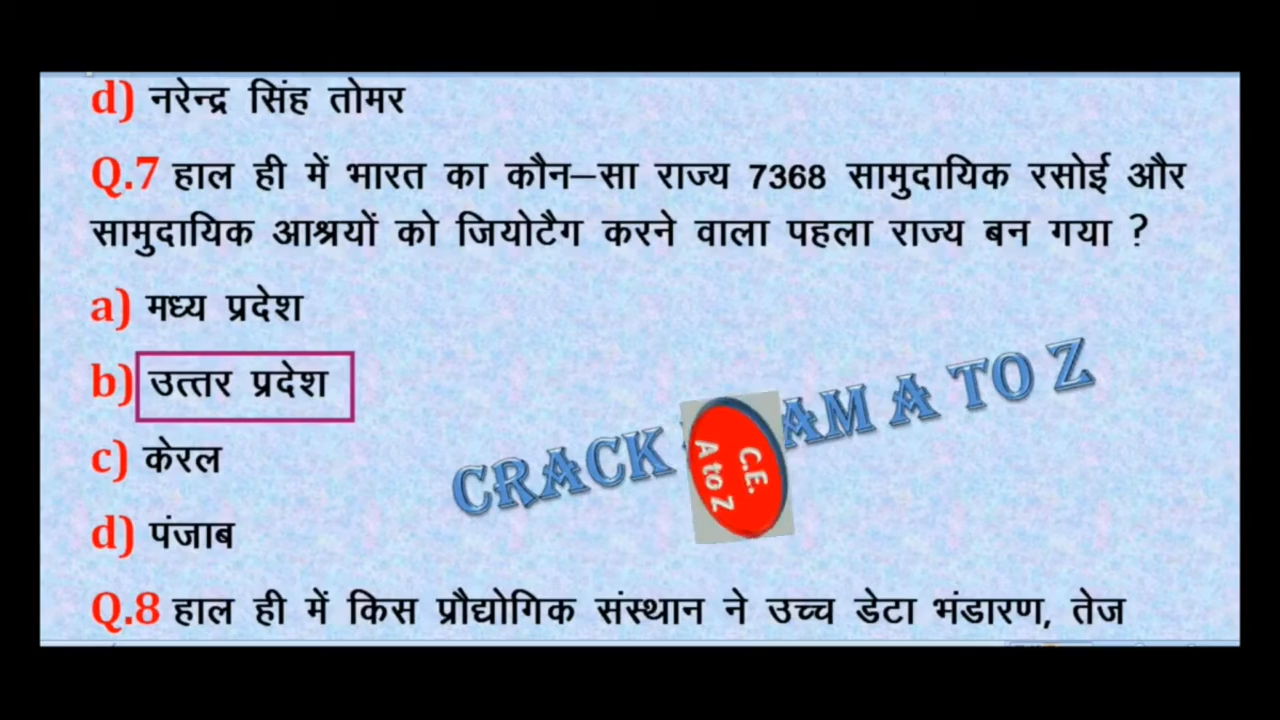 d) नरेन्द्र सिंह तोमर
Q.7 हाल ही में भारत का कौन–सा राज्य 7368 सामुदायिक रसोई और
सामुदायिक आश्रयों को जियोटैग करने वाला पहला राज्य बन गया ?
a) मध्य प्रदेश
b) उत्तर प्रदेश
c) केरल
d) पंजाब
CRACK AM A TO Z
C.E.
A to Z
Q.8 हाल ही में किस प्रौद्योगिक संस्थान ने उच्च डेटा भंडारण, तेज